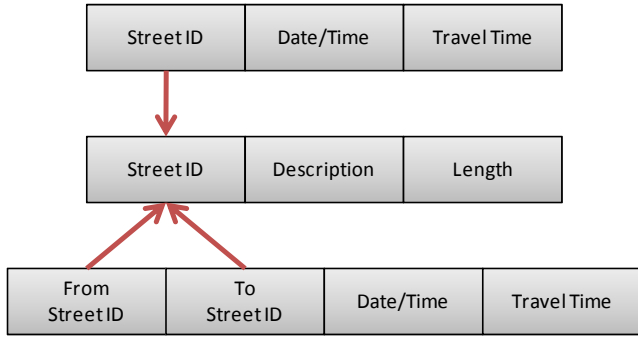 Street ID Date/Time Travel Time
Street ID Description Length
From To
Street ID Street ID Date/Time Travel Time